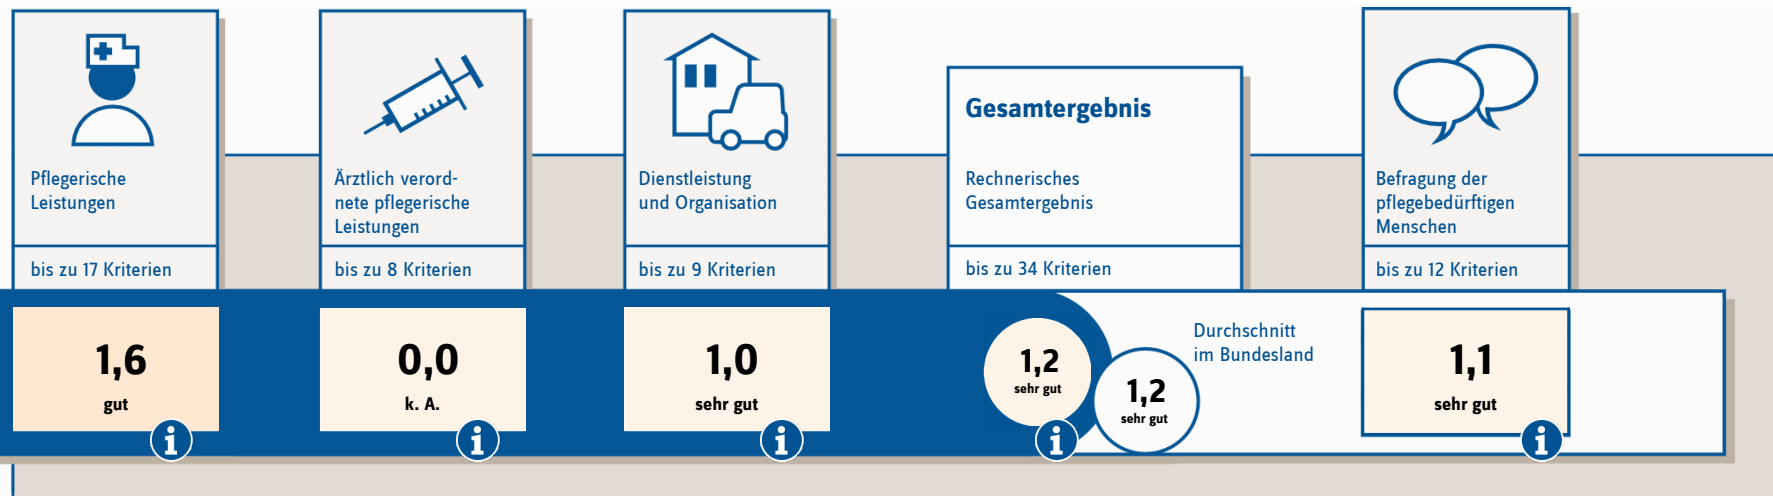 Pflegerische
Leistungen
bis zu 17 Kriterien
1,6
gut
i
Ärztlich verord-
nete pflegerische
Leistungen
bis zu 8 Kriterien
0,0
k. A.
i
Dienstleistung
und Organisation
bis zu 9 Kriterien
1,0
sehr gut
i
Gesamtergebnis
Rechnerisches
Gesamtergebnis
bis zu 34 Kriterien
1,2
sehr gut
i
Durchschnitt
im Bundesland
1,2
sehr gut
Befragung der
pflegebedürftigen
Menschen
bis zu 12 Kriterien
1,1
sehr gut
i